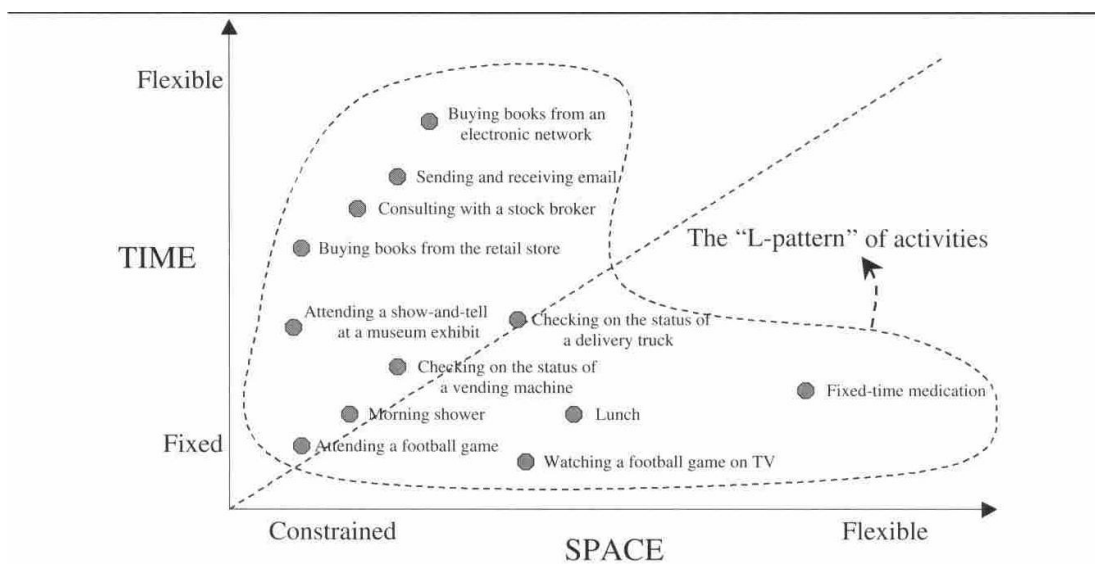 Flexible
Buying books from an
electronic network
Sending and receiving email
Consulting with a stock broker
TIME
Buying books from the retail store
The “L-pattern” of activities
Attending a show-and-tell
at a museum exhibit
Checking on the status of
a delivery truck
Checking on the status of
a vending machine
Fixed-time medication
Morning shower
Lunch
Fixed
Attending a football game
Watching a football game on TV
Constrained
Flexible
SPACE